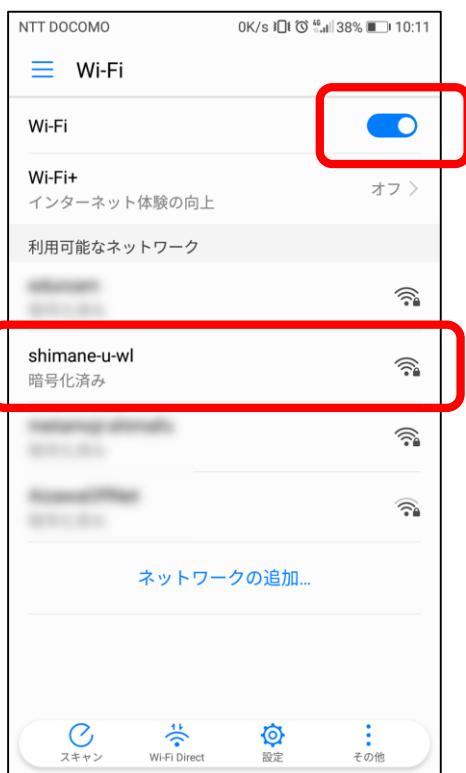 NTT DOCOMO 0K/s 4G 38% 10:11
Wi-Fi
Wi-Fi
Wi-Fi+
インターネット体験の向上
オフ
利用可能なネットワーク
shimane-u-wl
暗号化済み
ネットワークの追加...
スキャン Wi-Fi Direct 設定 その他